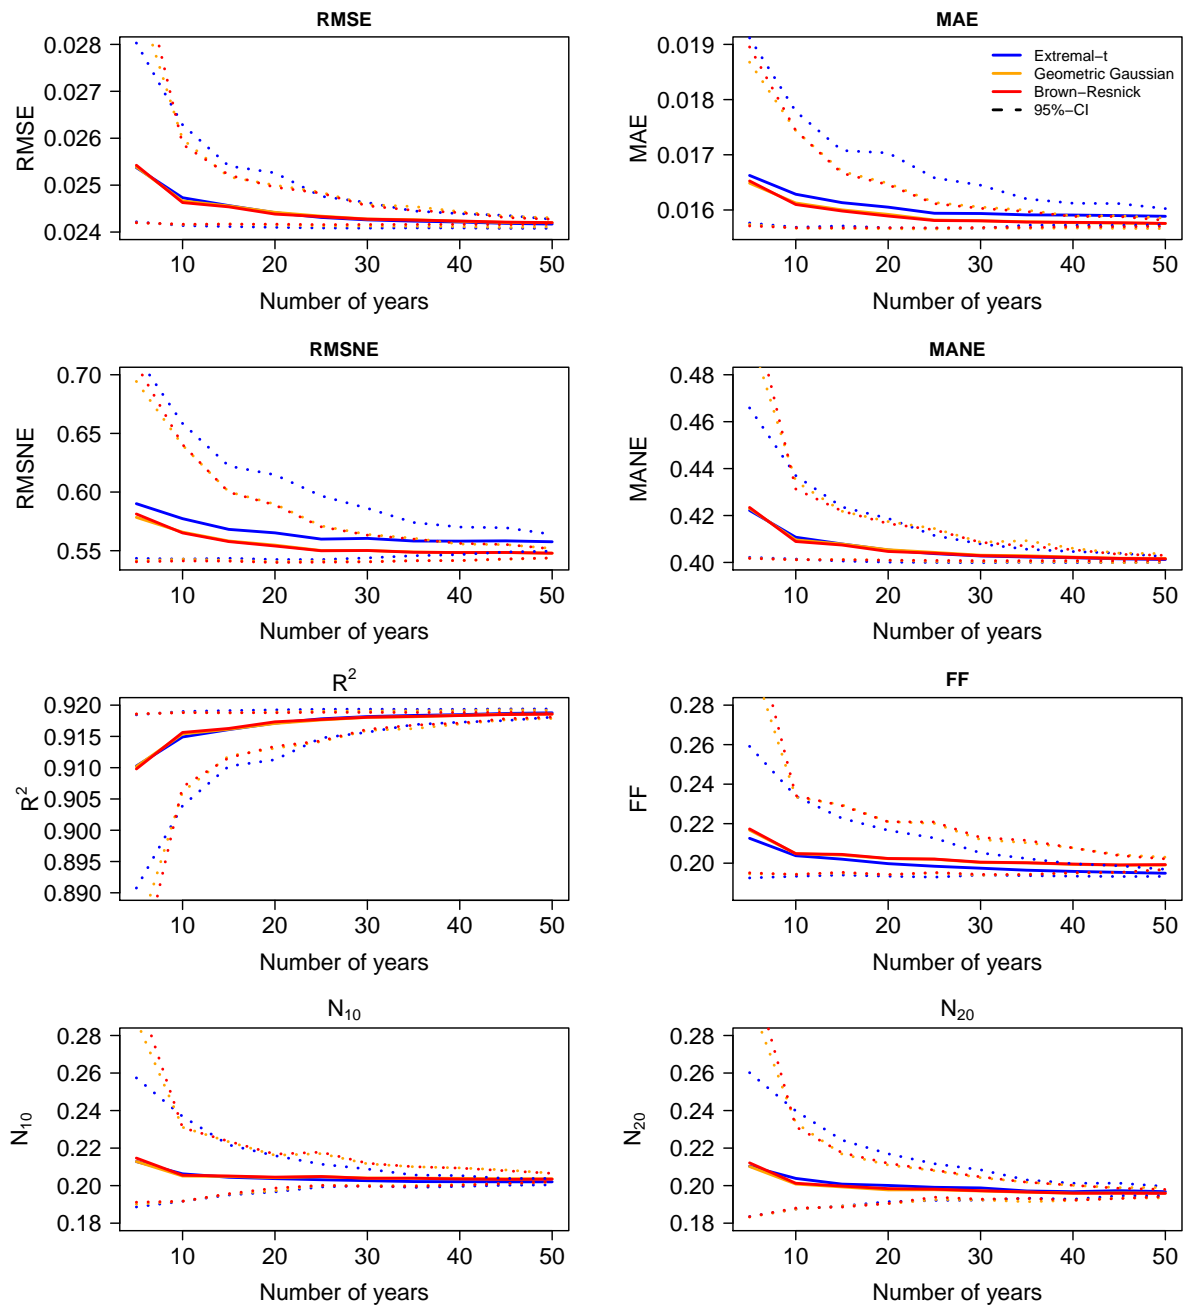 RMSE
0.028
0.027
0.026
0.025
0.024
RMSE
10 20 30 40 50
Number of years
MAE
0.019
0.018
0.017
0.016
MAE
Extremal−t
Geometric Gaussian
Brown−Resnick
95%−CI
10 20 30 40 50
Number of years
RMSNE
0.70
0.65
0.60
0.55
RMSNE
10 20 30 40 50
Number of years
MANE
0.48
0.46
0.44
0.42
0.40
MANE
10 20 30 40 50
Number of years
R²
0.920
0.915
0.910
0.905
0.900
0.895
0.890
R²
10 20 30 40 50
Number of years
FF
0.28
0.26
0.24
0.22
0.20
FF
10 20 30 40 50
Number of years
N₁₀
0.28
0.26
0.24
0.22
0.20
0.18
N₁₀
10 20 30 40 50
Number of years
N₂₀
0.28
0.26
0.24
0.22
0.20
0.18
N₂₀
10 20 30 40 50
Number of years